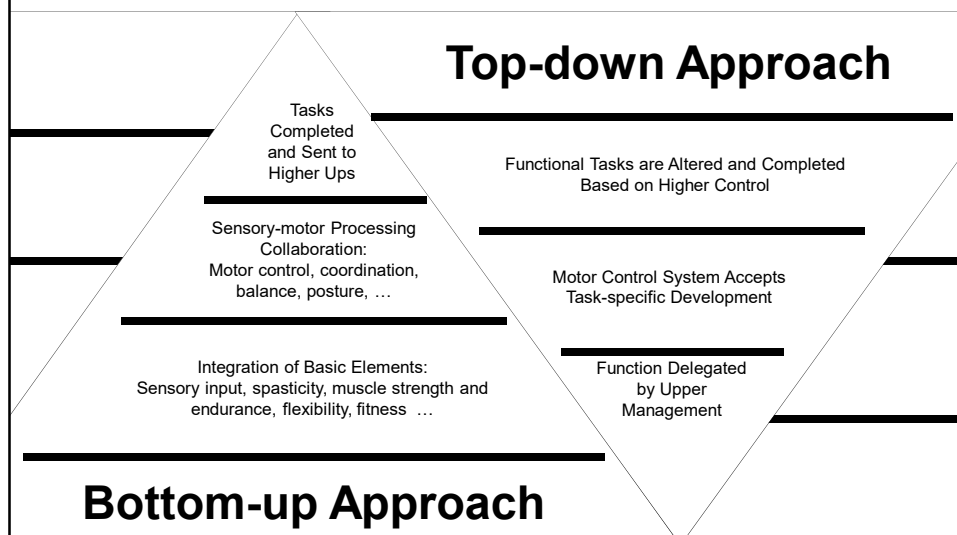 Top-down Approach
Tasks
Completed
and Sent to
Higher Ups
Functional Tasks are Altered and Completed
Based on Higher Control
Sensory-motor Processing
Collaboration:
Motor control, coordination,
balance, posture, …
Motor Control System Accepts
Task-specific Development
Integration of Basic Elements:
Sensory input, spasticity, muscle strength and
endurance, flexibility, fitness …
Function Delegated
by Upper
Management
Bottom-up Approach